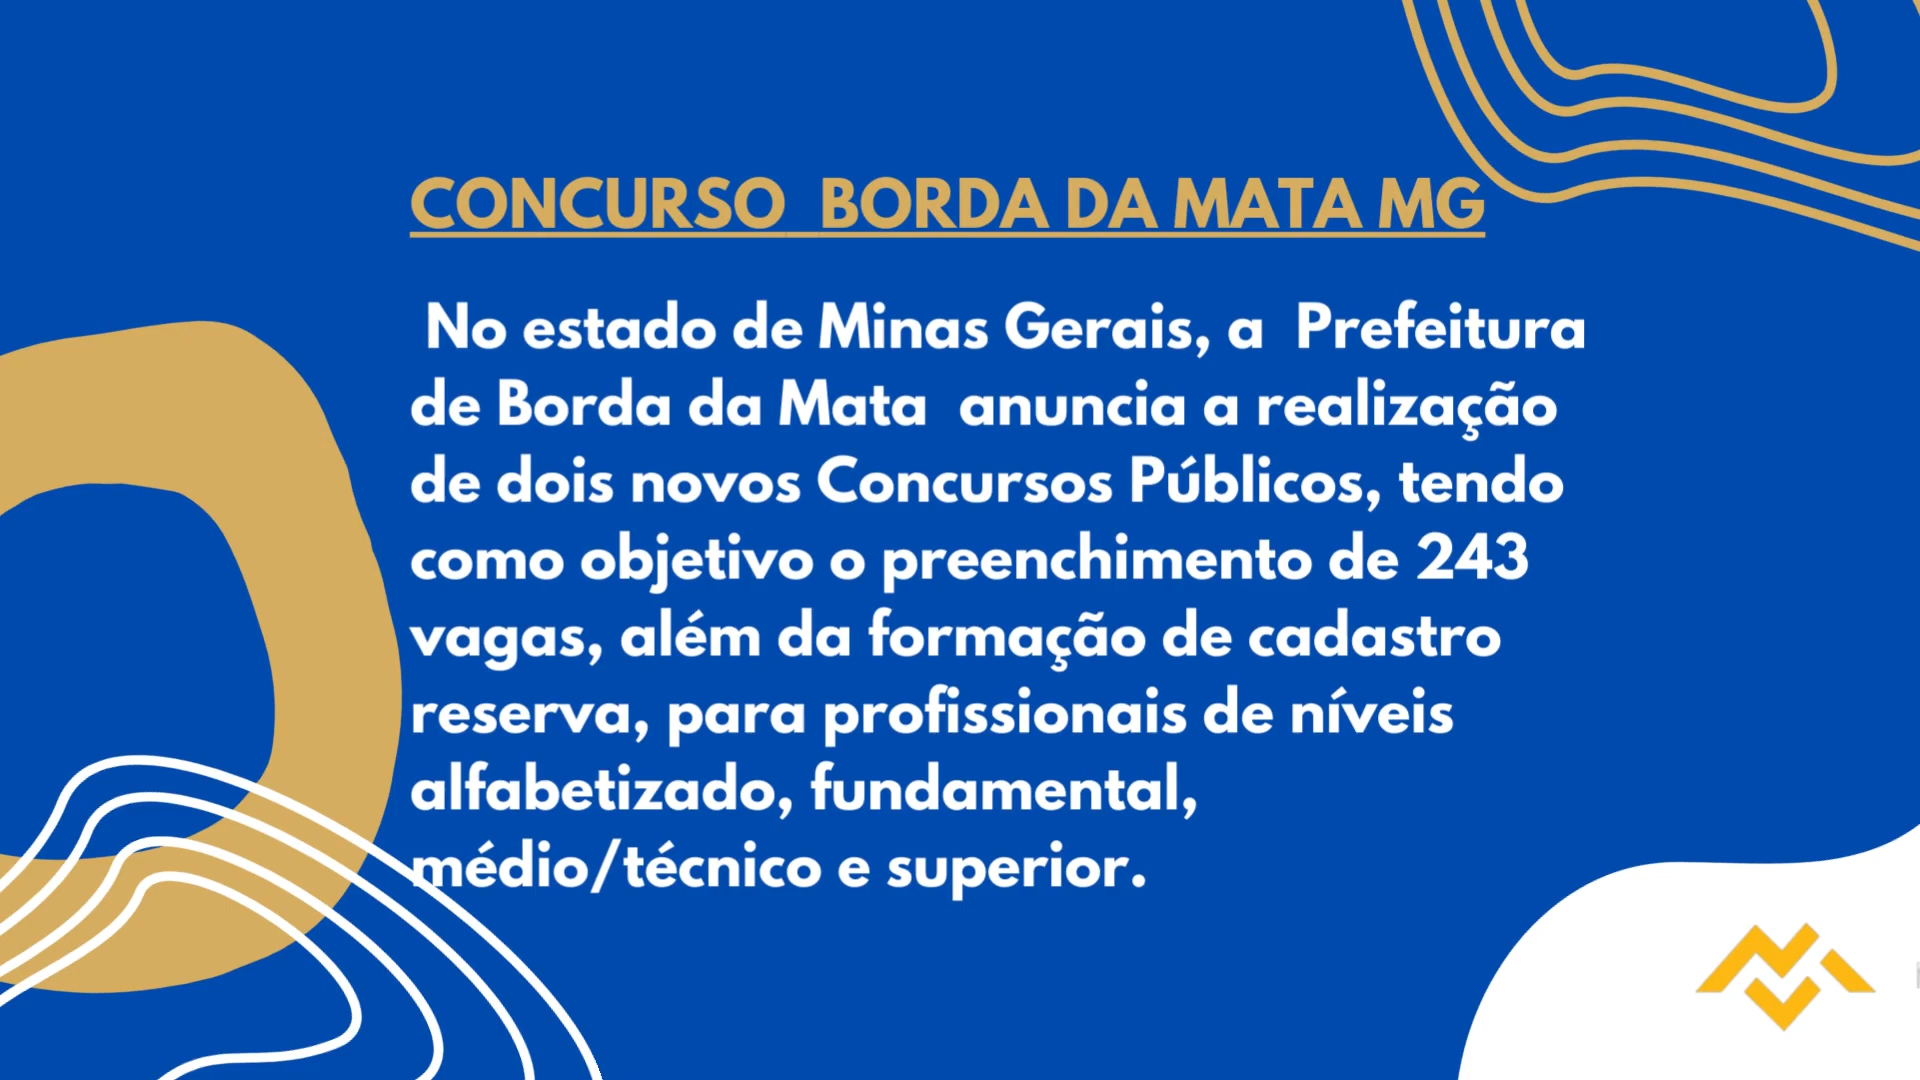 CONCURSO  BORDA DA MATA MG
No estado de Minas Gerais, a  Prefeitura
de Borda da Mata  anuncia a realização
de dois novos Concursos Públicos, tendo
como objetivo o preenchimento de 243
vagas, além da formação de cadastro
reserva, para profissionais de níveis
alfabetizado, fundamental,
médio/técnico e superior.